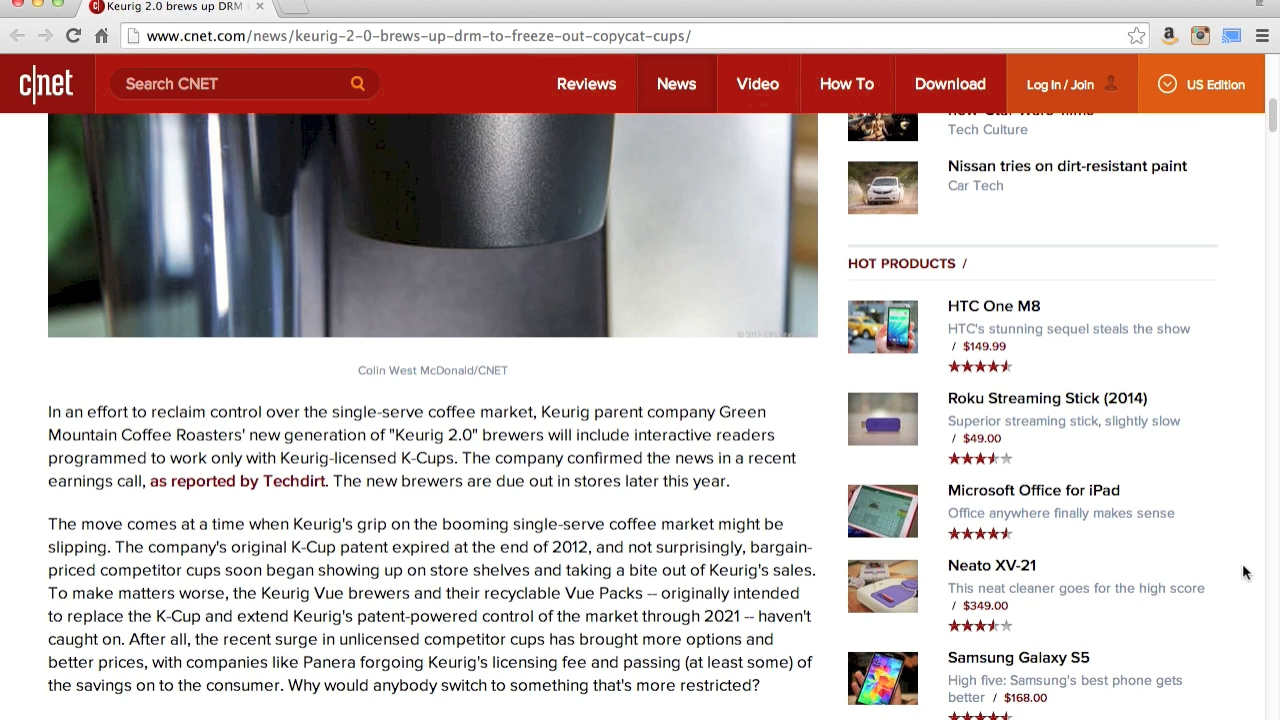 Keurig 2.0 brews up DRM
www.cnet.com/news/keurig-2-0-brews-up-drm-to-freeze-out-copycat-cups/
c|net
Search CNET
Reviews
News
Video
How To
Download
Log In / Join
US Edition
Colin West McDonald/CNET
In an effort to reclaim control over the single-serve coffee market, Keurig parent company Green
Mountain Coffee Roasters' new generation of "Keurig 2.0" brewers will include interactive readers
programmed to work only with Keurig-licensed K-Cups. The company confirmed the news in a recent
earnings call, as reported by Techdirt. The new brewers are due out in stores later this year.
The move comes at a time when Keurig's grip on the booming single-serve coffee market might be
slipping. The company's original K-Cup patent expired at the end of 2012, and not surprisingly, bargain-
priced competitor cups soon began showing up on store shelves and taking a bite out of Keurig's sales.
To make matters worse, the Keurig Vue brewers and their recyclable Vue Packs -- originally intended
to replace the K-Cup and extend Keurig's patent-powered control of the market through 2021 -- haven't
caught on. After all, the recent surge in unlicensed competitor cups has brought more options and
better prices, with companies like Panera forgoing Keurig's licensing fee and passing (at least some) of
the savings on to the consumer. Why would anybody switch to something that's more restricted?
Tech Culture
Nissan tries on dirt-resistant paint
Car Tech
HOT PRODUCTS /
HTC One M8
HTC's stunning sequel steals the show
/ $149.99
Roku Streaming Stick (2014)
Superior streaming stick, slightly slow
/ $49.00
Microsoft Office for iPad
Office anywhere finally makes sense
Neato XV-21
This neat cleaner goes for the high score
/ $349.00
Samsung Galaxy S5
High five: Samsung's best phone gets
better / $168.00